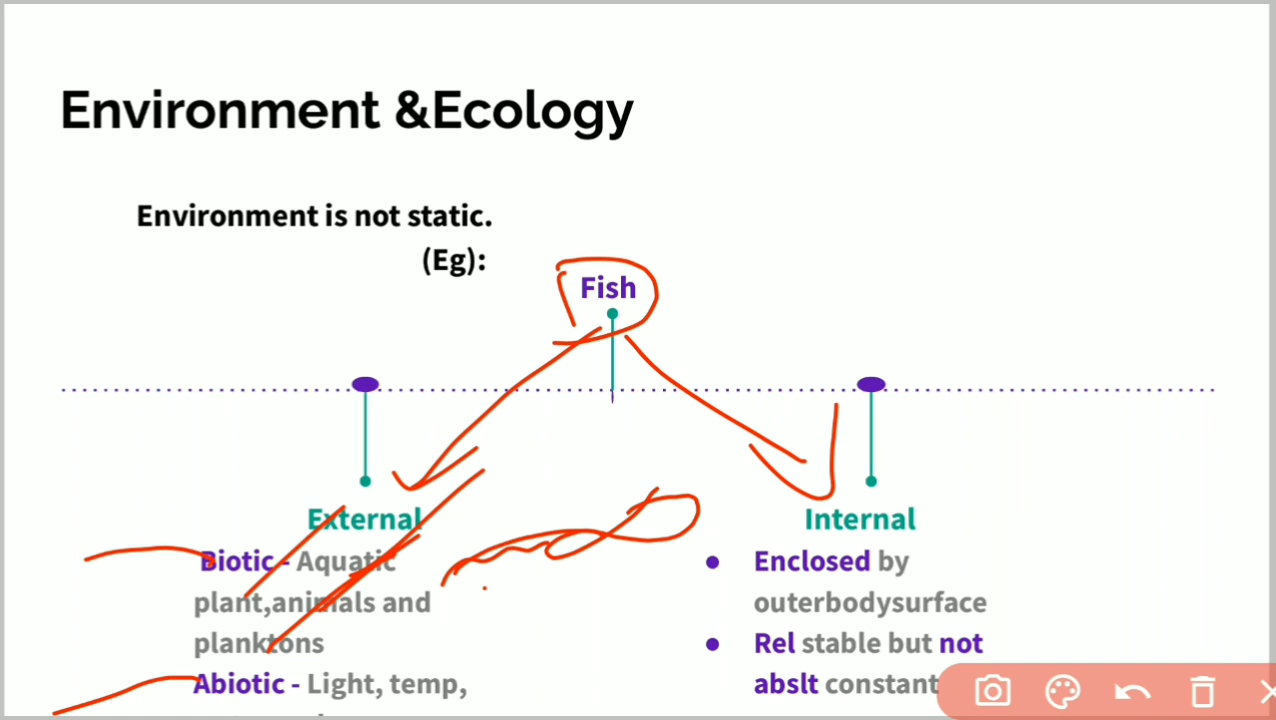 Environment &Ecology
Environment is not static.
(Eg):
Fish
External
Biotic - Aquatic
plant,animals and
planktons
Abiotic - Light, temp,
Internal
Enclosed by
outerbodysurface
Rel stable but not
abslt constant